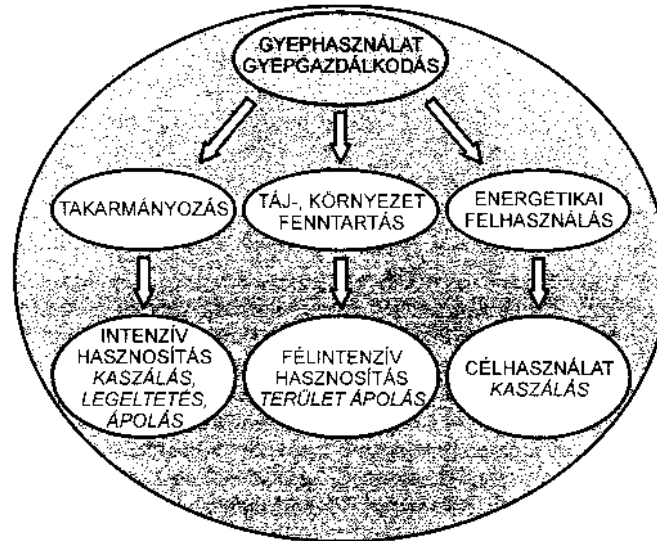 GYEPHASZNÁLAT
GYEPGAZDÁLKODÁS
TAKARMÁNYOZÁS
TÁJ-, KÖRNYEZET
FENNTARTÁS
ENERGETIKAI
FELHASZNÁLÁS
INTENZÍV
HASZNOSÍTÁS
KASZÁLÁS,
LEGELTETÉS,
ÁPOLÁS
FÉLINTENZÍV
HASZNOSÍTÁS
TERÜLET ÁPOLÁS
CÉLHASZNÁLAT
KASZÁLÁS